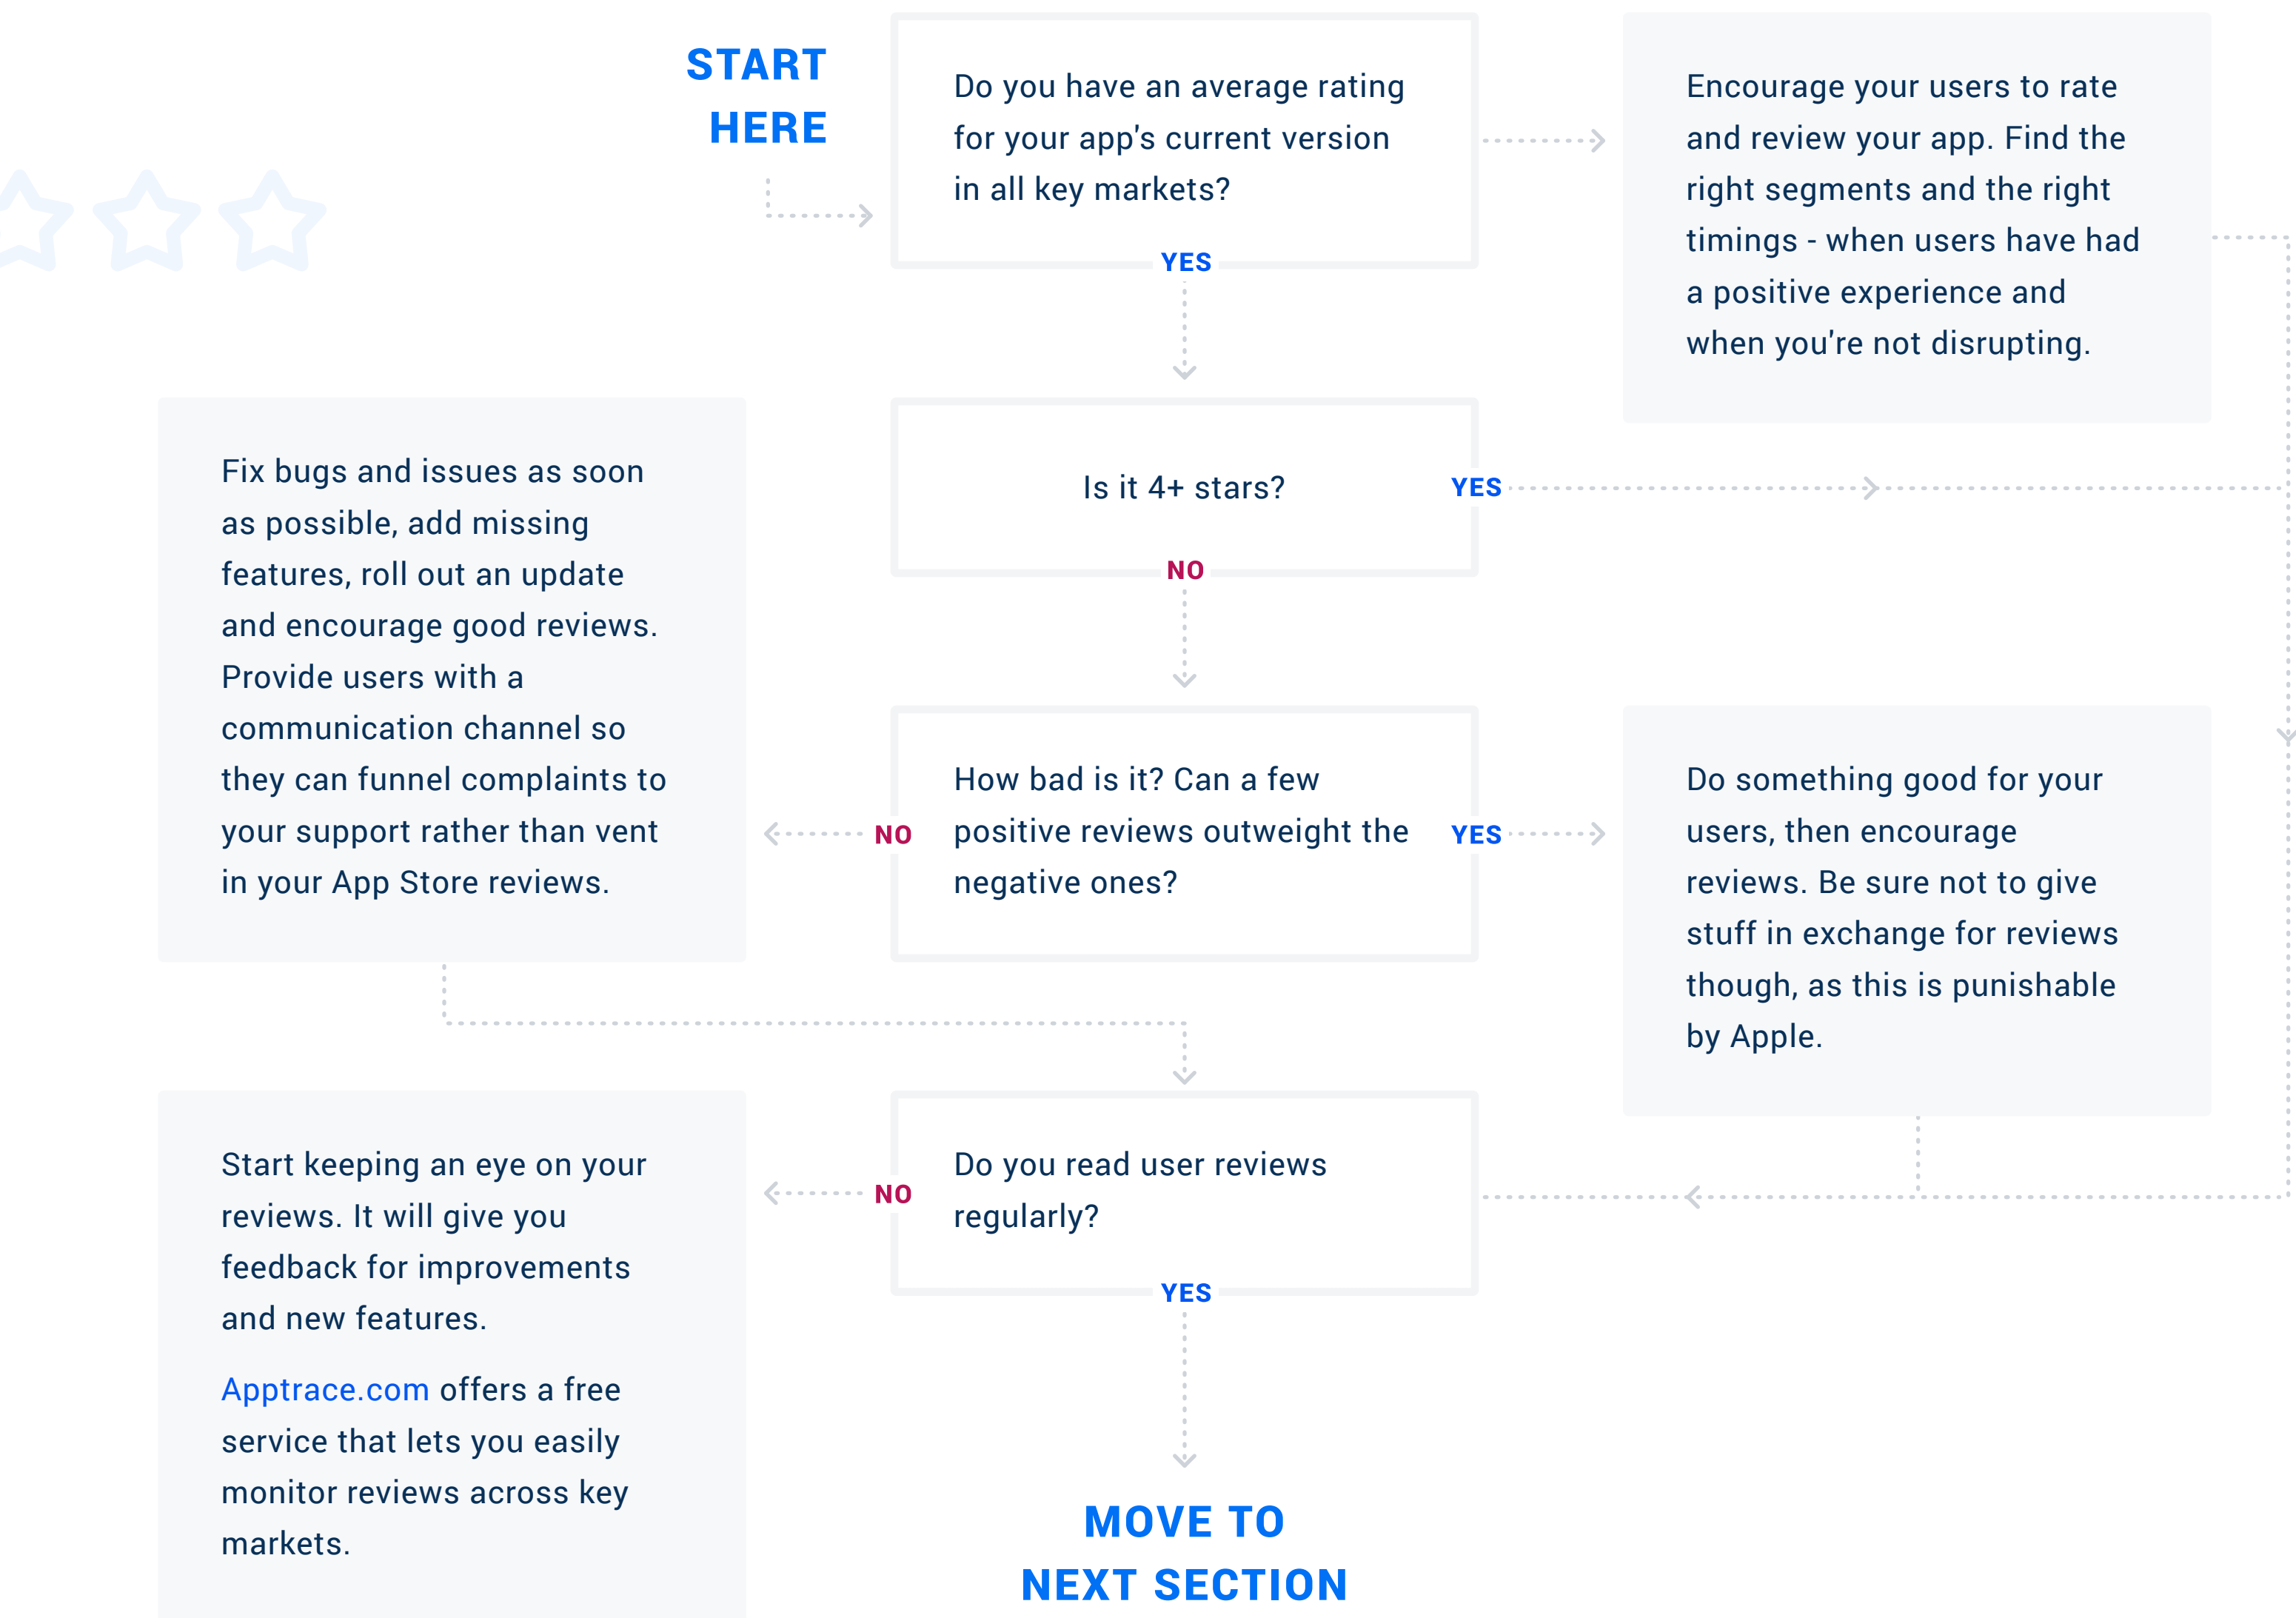 START
HERE
Do you have an average rating
for your app's current version
in all key markets?
YES
Encourage your users to rate
and review your app. Find the
right segments and the right
timings - when users have had
a positive experience and
when you're not disrupting.
Is it 4+ stars?
YES
NO
Fix bugs and issues as soon
as possible, add missing
features, roll out an update
and encourage good reviews.
Provide users with a
communication channel so
they can funnel complaints to
your support rather than vent
in your App Store reviews.
NO
How bad is it? Can a few
positive reviews outweight the
negative ones?
YES
Do something good for your
users, then encourage
reviews. Be sure not to give
stuff in exchange for reviews
though, as this is punishable
by Apple.
Start keeping an eye on your
reviews. It will give you
feedback for improvements
and new features.
Apptrace.com offers a free
service that lets you easily
monitor reviews across key
markets.
NO
Do you read user reviews
regularly?
YES
MOVE TO
NEXT SECTION